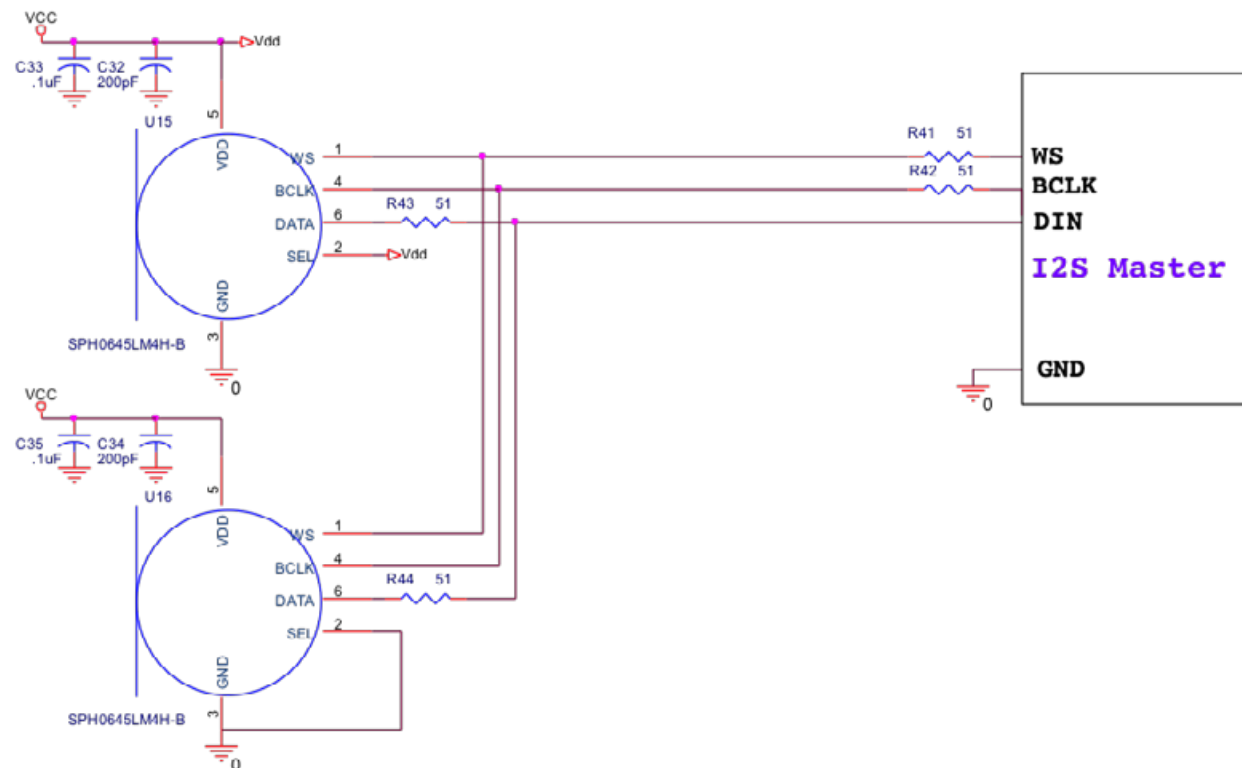 VCC
Vdd
C33
.1uF
C32
200pF
U15
5
VDD
WS
1
BCLK
4
DATA
6
SEL
2
Vdd
GND
3
0
SPH0645LM4H-B
R43 51
R41 51
R42 51
WS
BCLK
DIN
I2S Master
GND
0
VCC
C35
.1uF
C34
200pF
U16
5
VDD
WS
1
BCLK
4
DATA
6
SEL
2
R44 51
GND
3
0
SPH0645LM4H-B